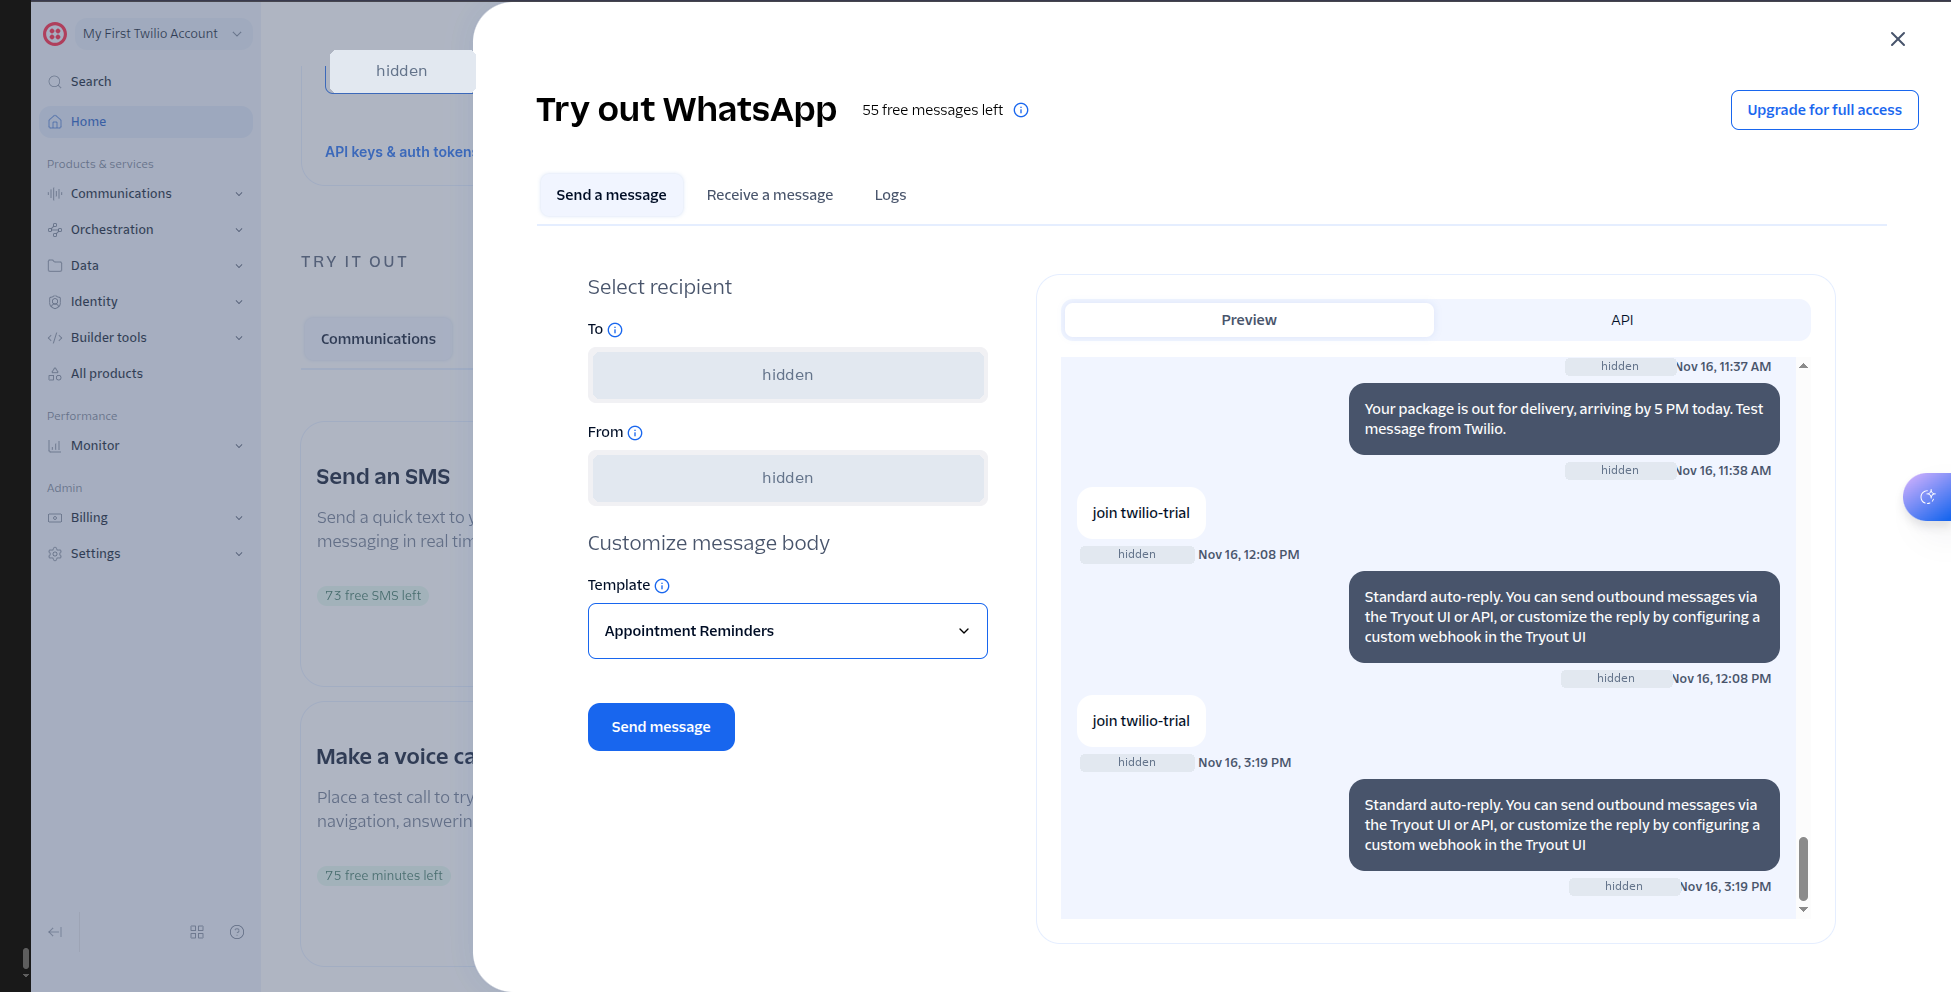 My First Twilio Account
Search
Home
Products & services
Communications
Orchestration
Data
Identity
Builder tools
All products
Performance
Monitor
Admin
Billing
Settings
hidden
API keys & auth tokens
TRY IT OUT
Communications
Send an SMS
Send a quick text to y
messaging in real tim
73 free SMS left
Make a voice ca
Place a test call to try
navigation, answerin
75 free minutes left
Try out WhatsApp
55 free messages left
Upgrade for full access
Send a message
Receive a message
Logs
Select recipient
To
hidden
From
hidden
Customize message body
Template
Appointment Reminders
Send message
Preview
API
hidden Nov 16, 11:37 AM
Your package is out for delivery, arriving by 5 PM today. Test
message from Twilio.
hidden Nov 16, 11:38 AM
join twilio-trial
hidden Nov 16, 12:08 PM
Standard auto-reply. You can send outbound messages via
the Tryout UI or API, or customize the reply by configuring a
custom webhook in the Tryout UI
hidden Nov 16, 12:08 PM
join twilio-trial
hidden Nov 16, 3:19 PM
Standard auto-reply. You can send outbound messages via
the Tryout UI or API, or customize the reply by configuring a
custom webhook in the Tryout UI
hidden Nov 16, 3:19 PM